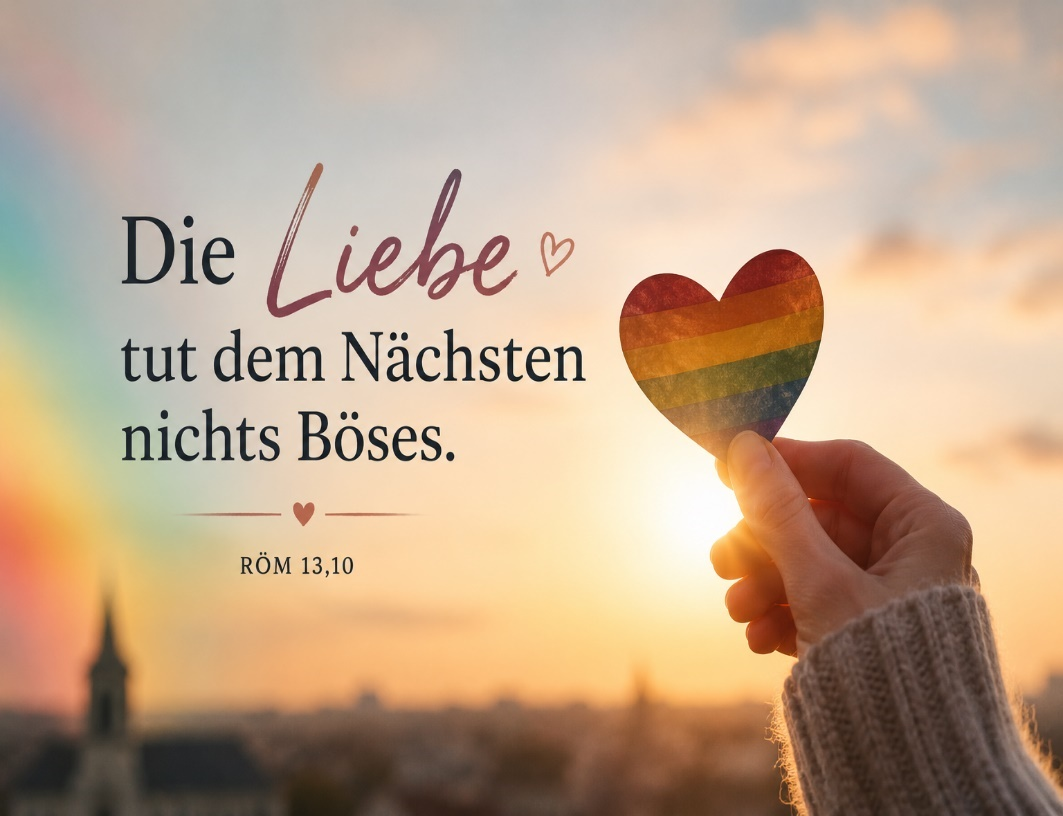 Die Liebe
tut dem Nächsten
nichts Böses.
RÖM 13,10